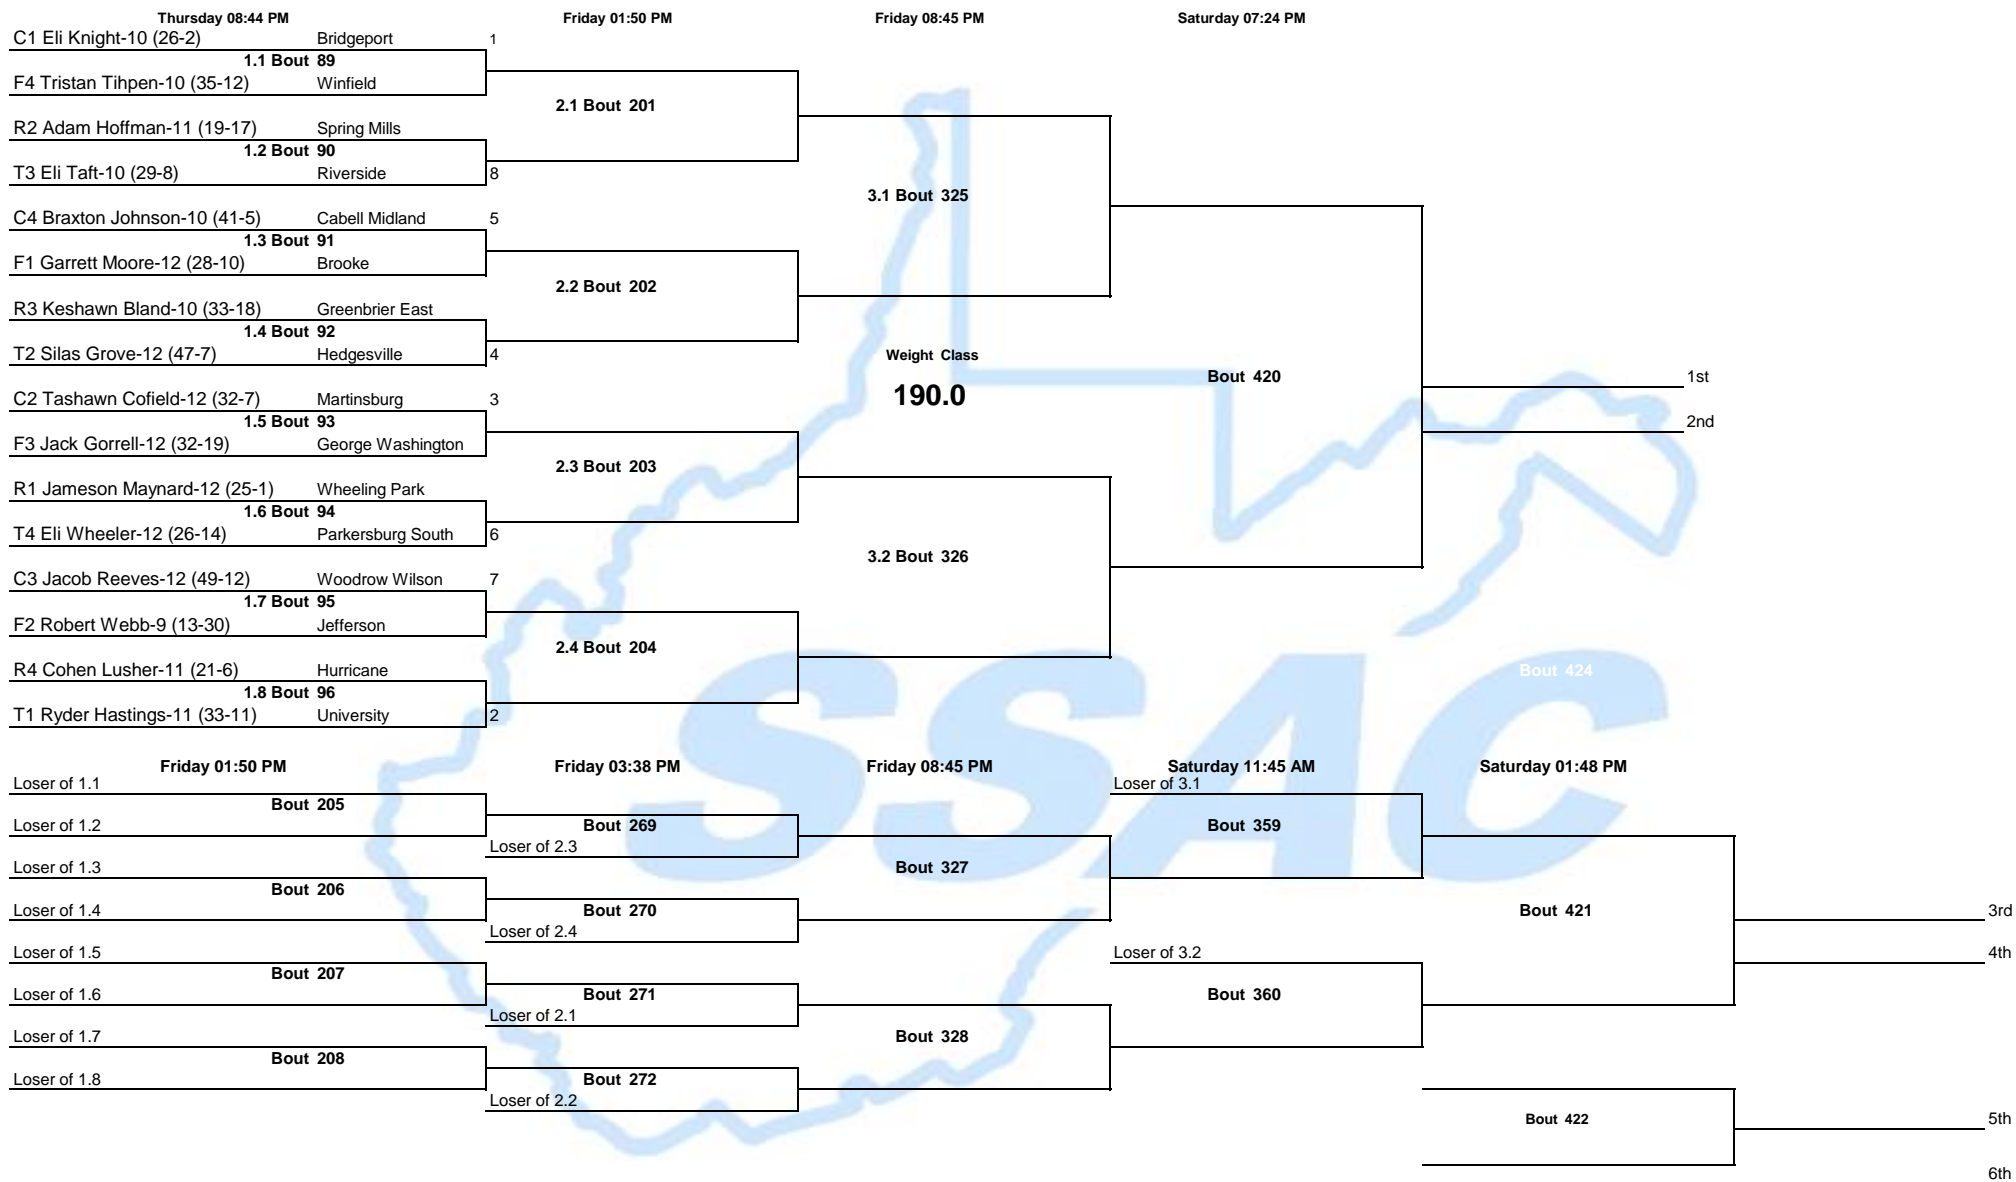 Thursday 08:44 PM Friday 01:50 PM Friday 08:45 PM Saturday 07:24 PM
C1 Eli Knight-10 (26-2) Bridgeport 1
1.1 Bout 89
F4 Tristan Tihpen-10 (35-12) Winfield
2.1 Bout 201
R2 Adam Hoffman-11 (19-17) Spring Mills
1.2 Bout 90
T3 Eli Taft-10 (29-8) Riverside 8
3.1 Bout 325
C4 Braxton Johnson-10 (41-5) Cabell Midland 5
1.3 Bout 91
F1 Garrett Moore-12 (28-10) Brooke
2.2 Bout 202
R3 Keshawn Bland-10 (33-18) Greenbrier East
1.4 Bout 92
T2 Silas Grove-12 (47-7) Hedgesville 4
Weight Class
Bout 420 1st
190.0
C2 Tashawn Cofield-12 (32-7) Martinsburg 3
1.5 Bout 93 2nd
F3 Jack Gorrell-12 (32-19) George Washington
2.3 Bout 203
R1 Jameson Maynard-12 (25-1) Wheeling Park
1.6 Bout 94
T4 Eli Wheeler-12 (26-14) Parkersburg South 6
3.2 Bout 326
C3 Jacob Reeves-12 (49-12) Woodrow Wilson 7
1.7 Bout 95
F2 Robert Webb-9 (13-30) Jefferson
2.4 Bout 204
R4 Cohen Lusher-11 (21-6) Hurricane
Bout 424
1.8 Bout 96
T1 Ryder Hastings-11 (33-11) University 2
SSAC
Friday 01:50 PM Friday 03:38 PM Friday 08:45 PM Saturday 11:45 AM Saturday 01:48 PM
Loser of 1.1 Loser of 3.1
Bout 205
Loser of 1.2 Bout 269 Bout 359
Loser of 2.3
Loser of 1.3 Bout 327
Bout 206
Loser of 1.4 Bout 270 Bout 421 3rd
Loser of 2.4
Loser of 1.5 Loser of 3.2 4th
Bout 207
Loser of 1.6 Bout 271 Bout 360
Loser of 2.1
Loser of 1.7 Bout 328
Bout 208
Loser of 1.8 Bout 272
Loser of 2.2
Bout 422 5th
6th